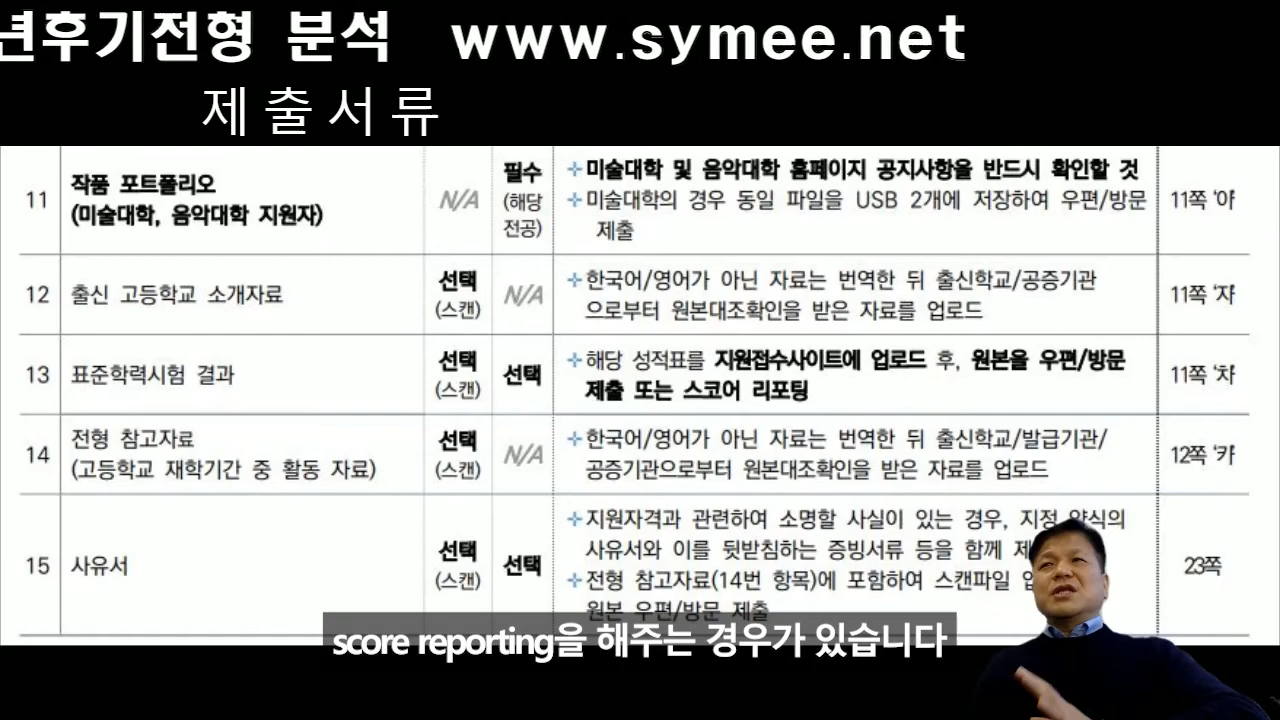 년후기전형 분석 www.symee.net
제출서류
11
작품 포트폴리오
(미술대학, 음악대학 지원자)
N/A
필수
(해당
전공)
미술대학 및 음악대학 홈페이지 공지사항을 반드시 확인할 것
미술대학의 경우 동일 파일을 USB 2개에 저장하여 우편/방문
제출
11쪽 '아'
12
출신 고등학교 소개자료
선택
(스캔)
N/A
한국어/영어가 아닌 자료는 번역한 뒤 출신학교/공증기관
으로부터 원본대조확인을 받은 자료를 업로드
11쪽 '자'
13
표준학력시험 결과
선택
(스캔)
선택
해당 성적표를 지원접수사이트에 업로드 후, 원본을 우편/방문
제출 또는 스코어 리포팅
11쪽 '차'
14
전형 참고자료
(고등학교 재학기간 중 활동 자료)
선택
(스캔)
N/A
한국어/영어가 아닌 자료는 번역한 뒤 출신학교/발급기관/
공증기관으로부터 원본대조확인을 받은 자료를 업로드
12쪽 '카'
15
사유서
선택
(스캔)
선택
지원자격과 관련하여 소명할 사실이 있는 경우, 지정 양식의
사유서와 이를 뒷받침하는 증빙서류 등을 함께
전형 참고자료(14번 항목)에 포함하여 스캔파일
원본 우편/방문 제출
23쪽
score reporting을 해주는 경우가 있습니다